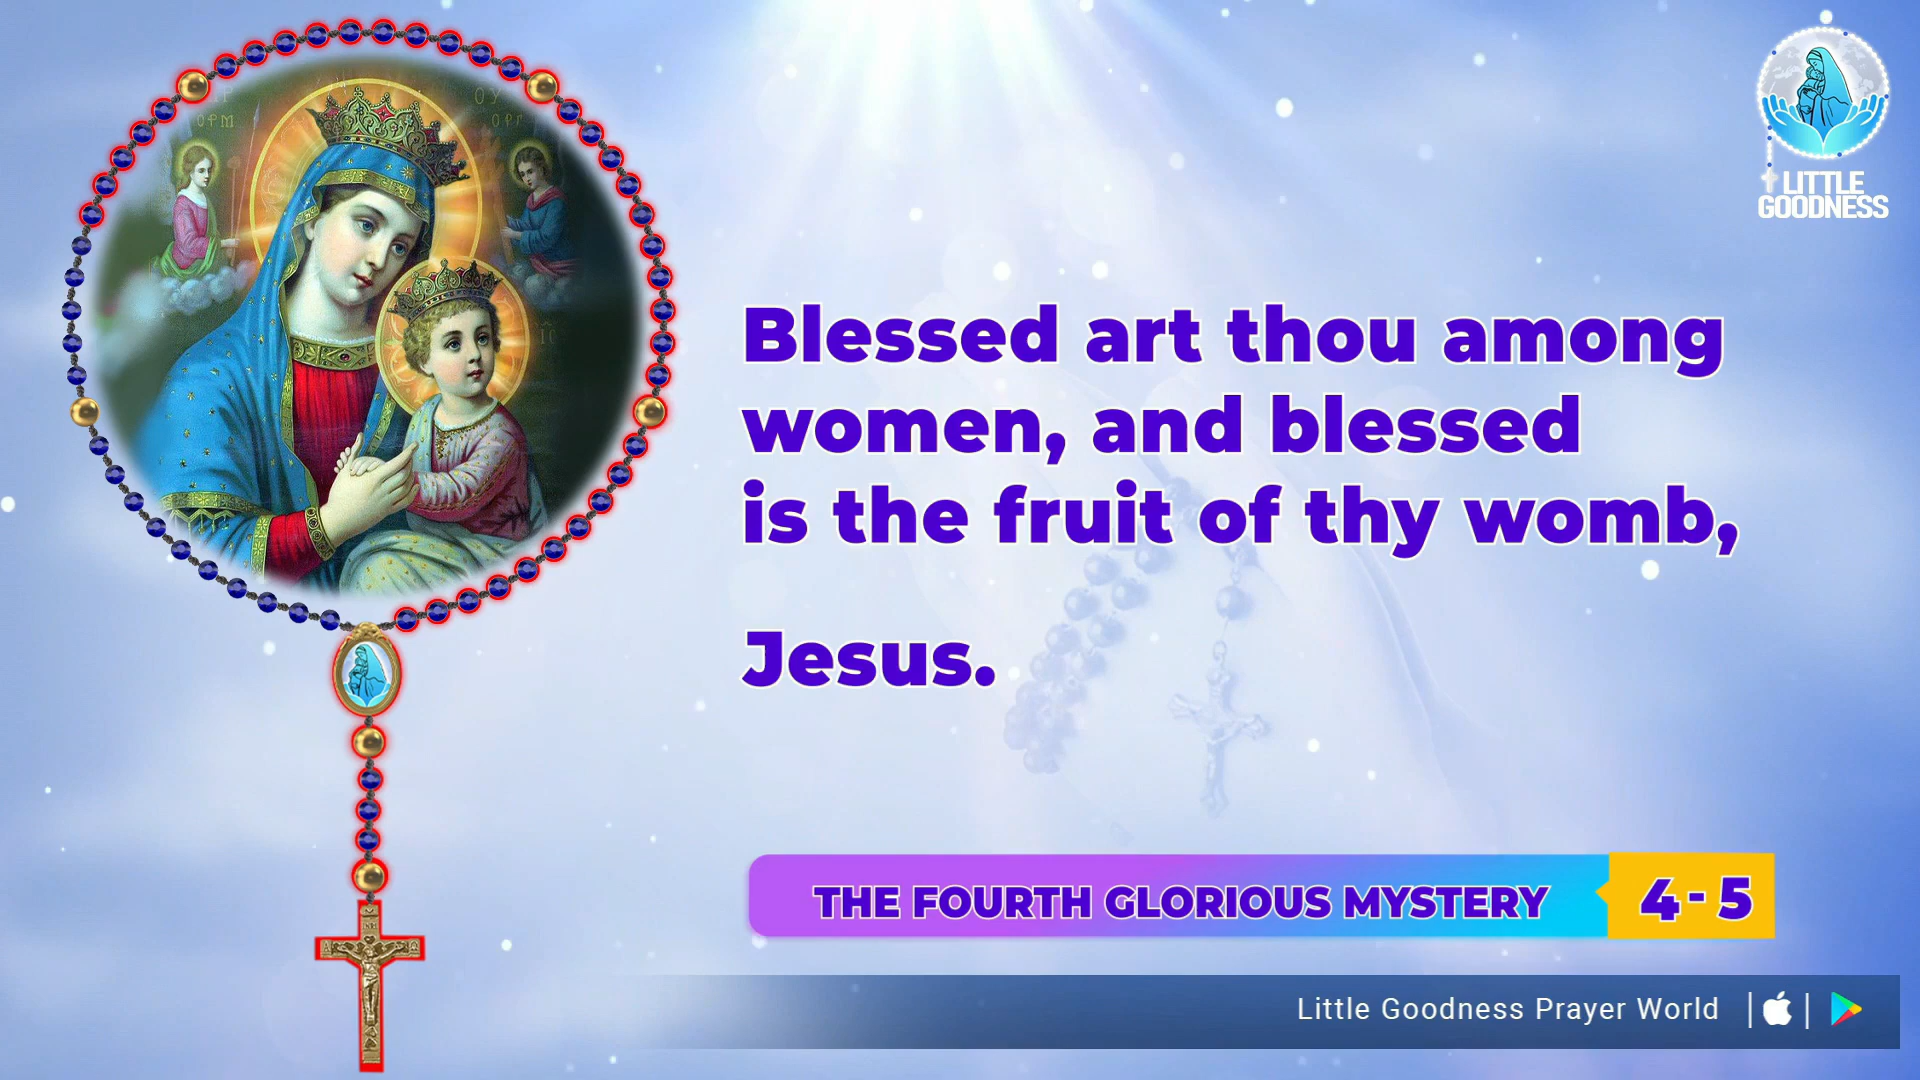 LITTLE
GOODNESS
Blessed art thou among
women, and blessed
is the fruit of thy womb,
Jesus.
THE FOURTH GLORIOUS MYSTERY 4 - 5
Little Goodness Prayer World